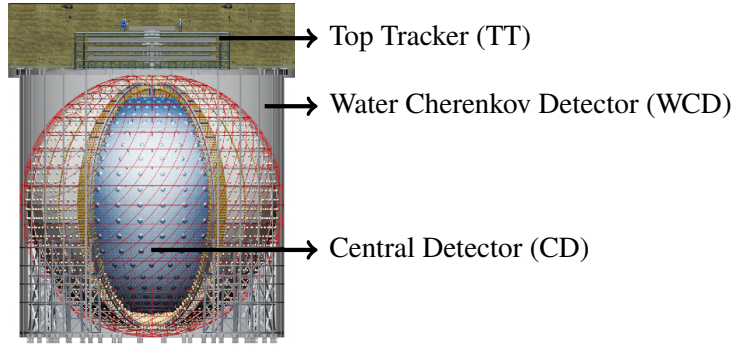 Top Tracker (TT)
Water Cherenkov Detector (WCD)
Central Detector (CD)